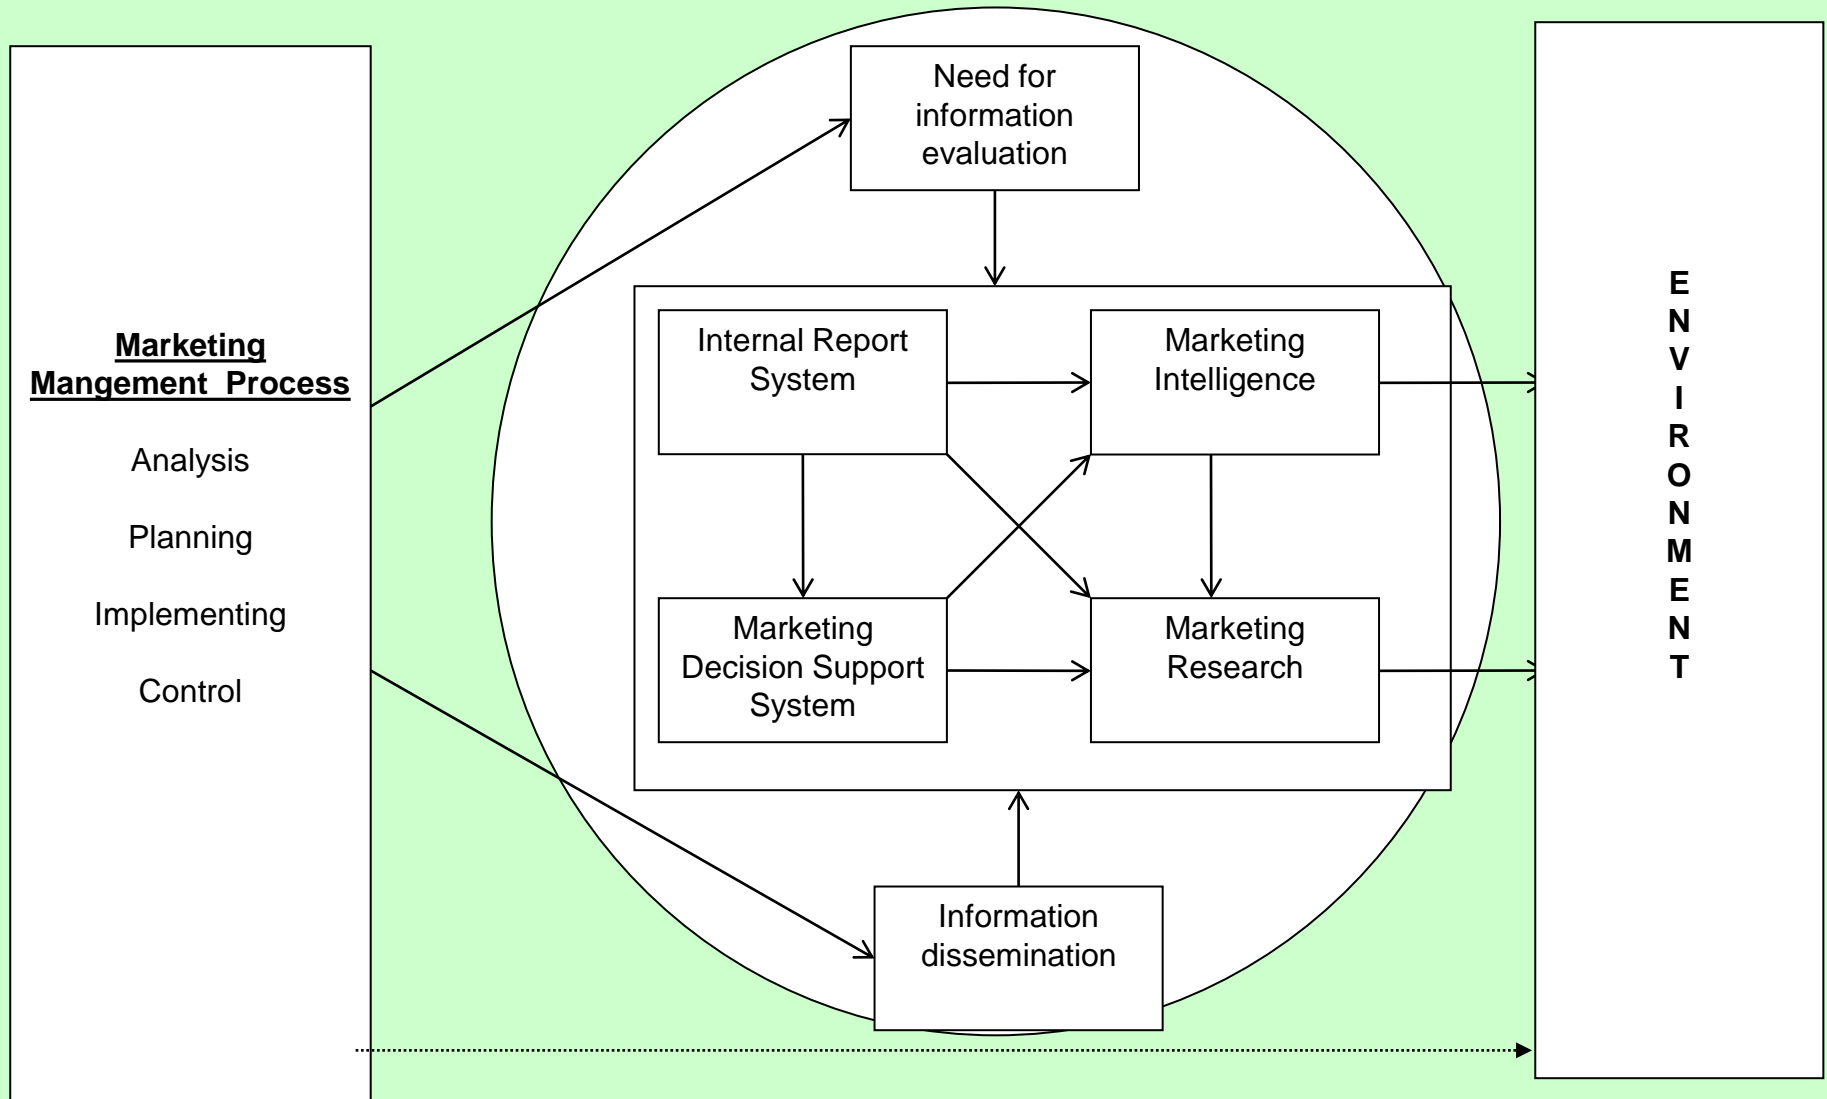 Marketing
Mangement  Process
Analysis
Planning
Implementing
Control
Need for
information
evaluation
Internal Report
System
Marketing
Intelligence
Marketing
Decision Support
System
Marketing
Research
Information
dissemination
E
N
V
I
R
O
N
M
E
N
T